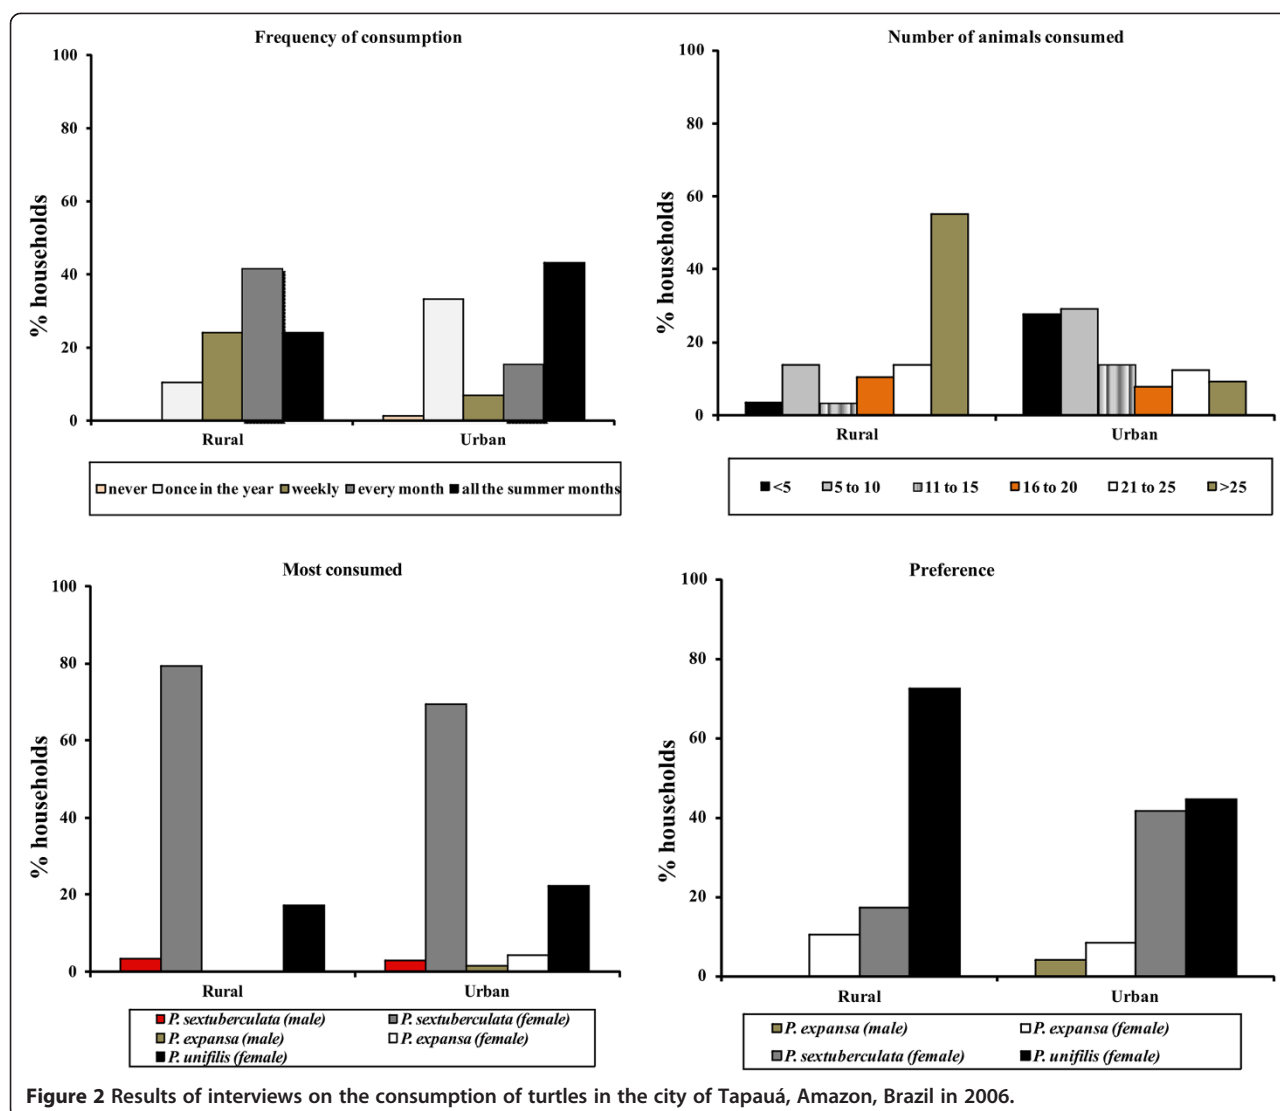 Frequency of consumption
% households
100
80
60
40
20
0
Rural
Urban
never once in the year weekly every month all the summer months
Number of animals consumed
% households
100
80
60
40
20
0
Rural
Urban
<5 5 to 10 11 to 15 16 to 20 21 to 25 >25
Most consumed
% households
100
80
60
40
20
0
Rural
Urban
P. sextuberculata (male) P. sextuberculata (female)
P. expansa (male) P. expansa (female)
P. unifilis (female)
Preference
% households
100
80
60
40
20
0
Rural
Urban
P. expansa (male) P. expansa (female)
P. sextuberculata (female) P. unifilis (female)
Figure 2 Results of interviews on the consumption of turtles in the city of Tapauá, Amazon, Brazil in 2006.